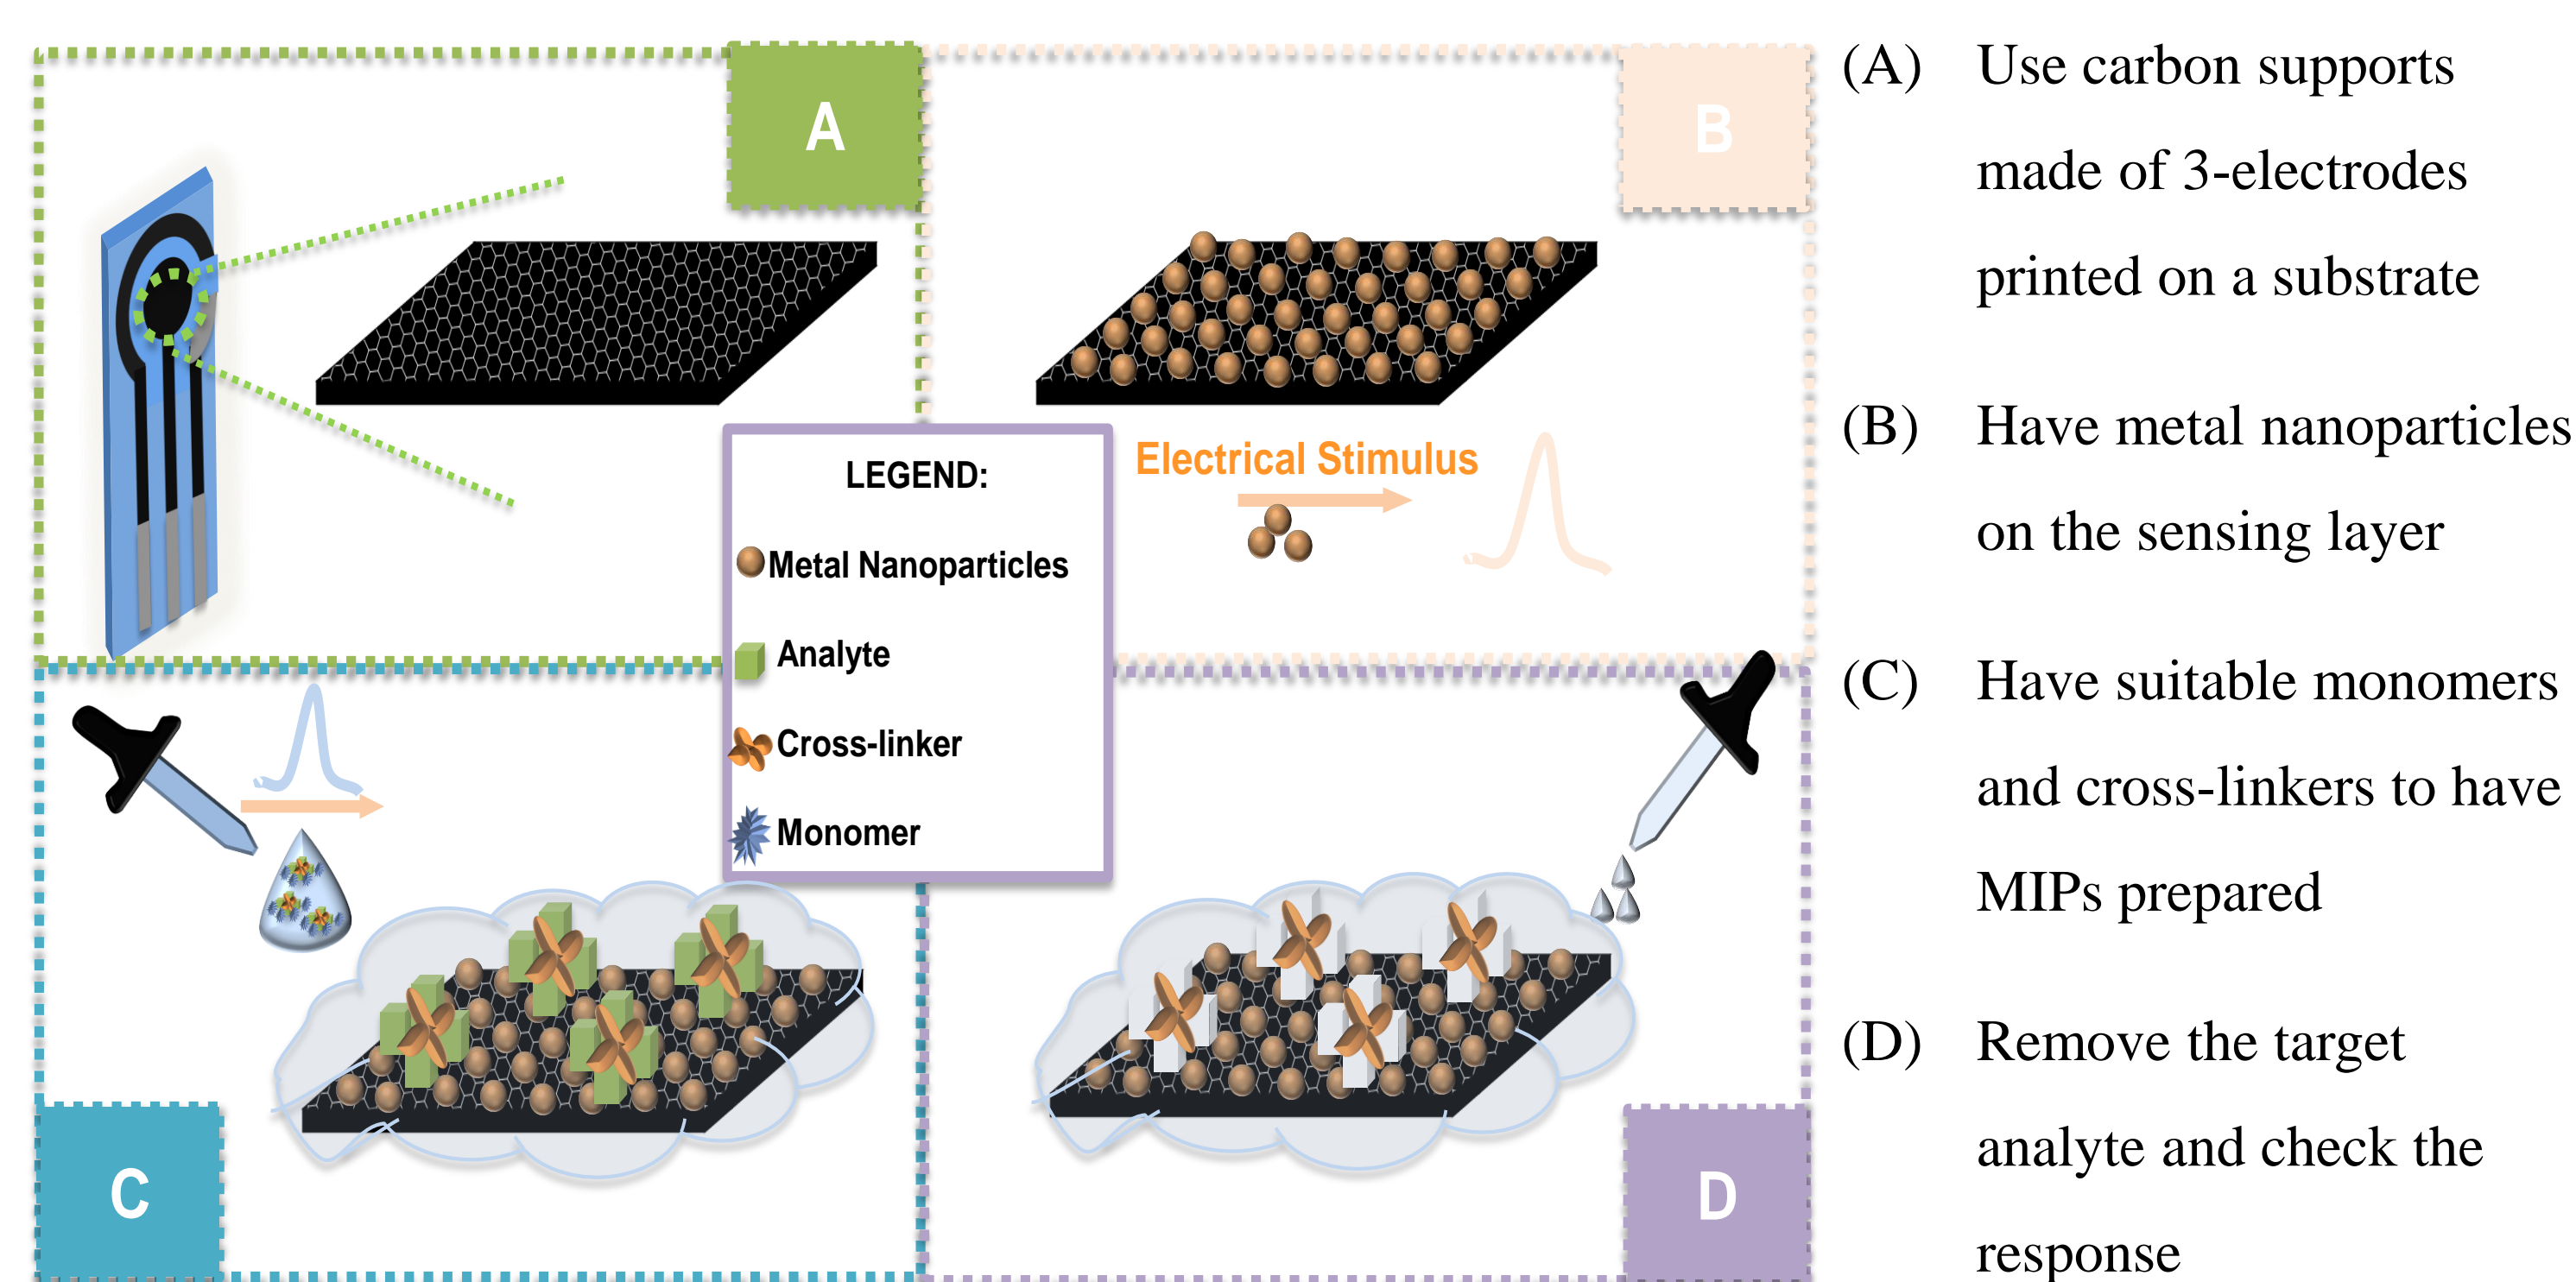 A
B
Electrical Stimulus
LEGEND:
Metal Nanoparticles
Analyte
Cross-linker
Monomer
C
D
(A) Use carbon supports
made of 3-electrodes
printed on a substrate
(B) Have metal nanoparticles
on the sensing layer
(C) Have suitable monomers
and cross-linkers to have
MIPs prepared
(D) Remove the target
analyte and check the
response